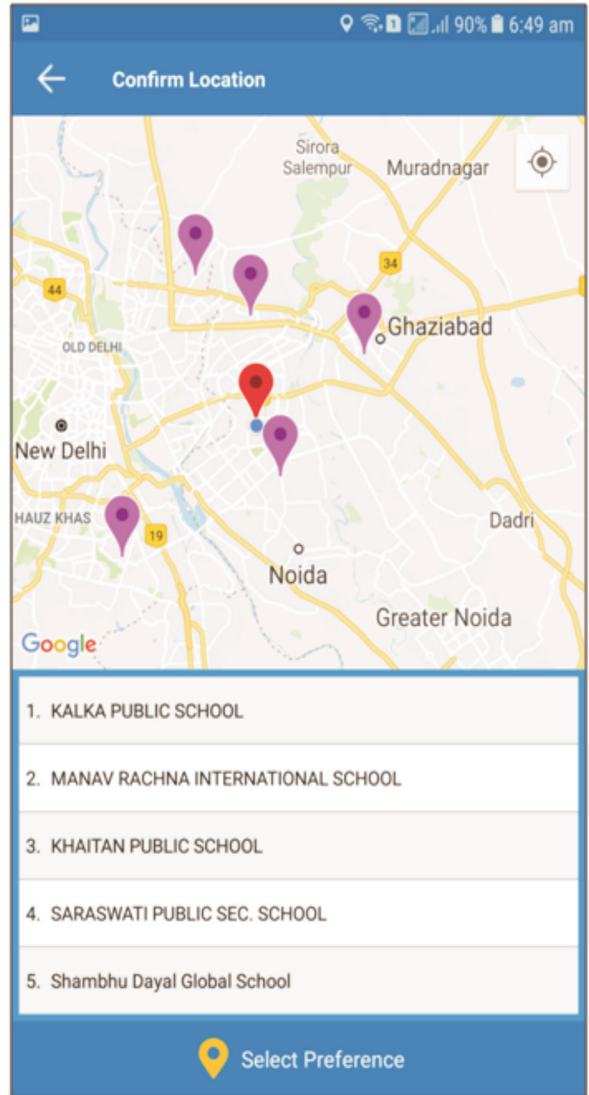 90% 6:49 am
Confirm Location
Sirora
Salempur
Muradnagar
34
44
Ghaziabad
OLD DELHI
New Delhi
HAUZ KHAS
19
Dadri
Noida
Greater Noida
Google
1. KALKA PUBLIC SCHOOL
2. MANAV RACHNA INTERNATIONAL SCHOOL
3. KHAITAN PUBLIC SCHOOL
4. SARASWATI PUBLIC SEC. SCHOOL
5. Shambhu Dayal Global School
Select Preference